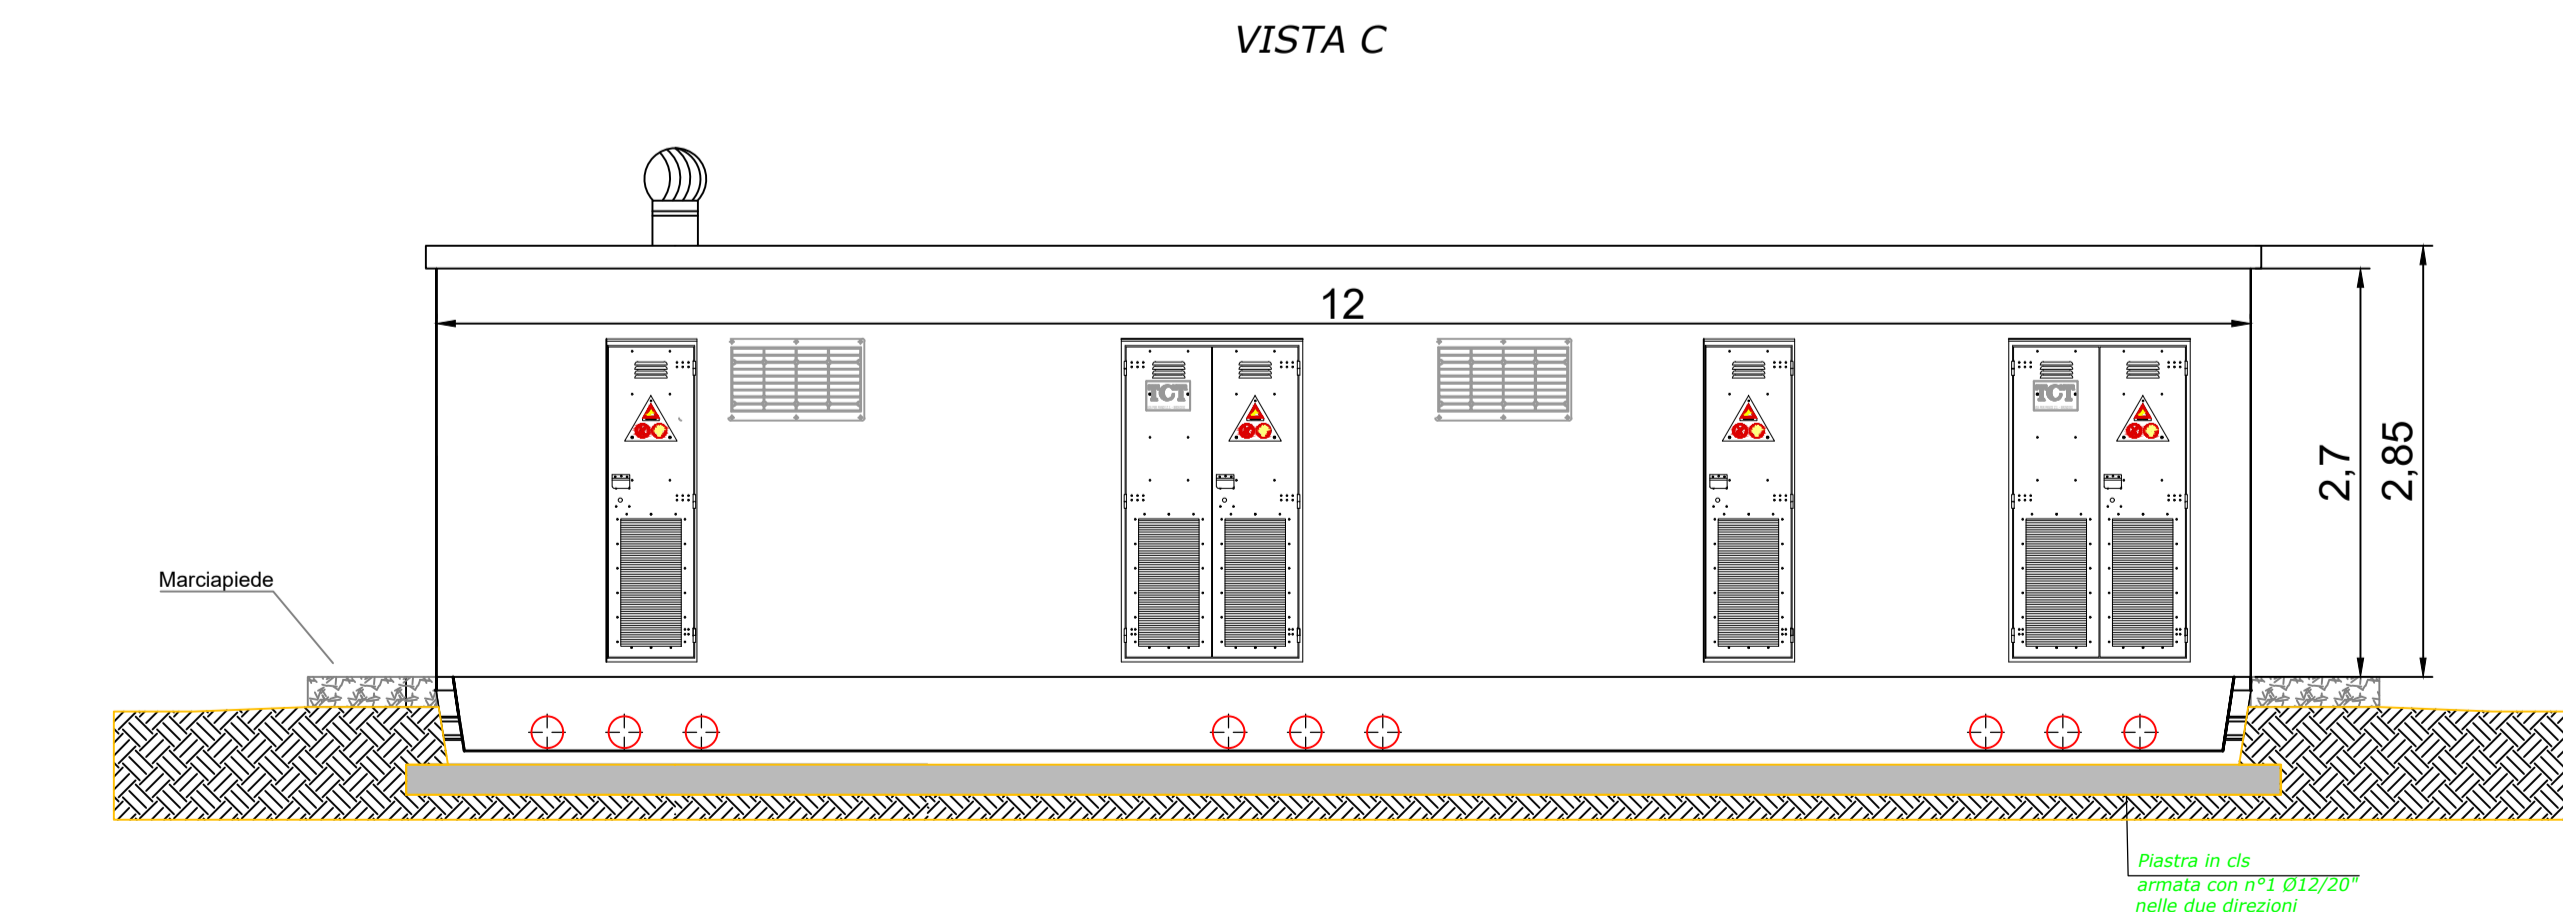 VISTA C
12
2,7
2,85
TCT
TCT
Marciapiede
Piastra in cls
armata con n°1 Ø12/20"
nelle due direzioni